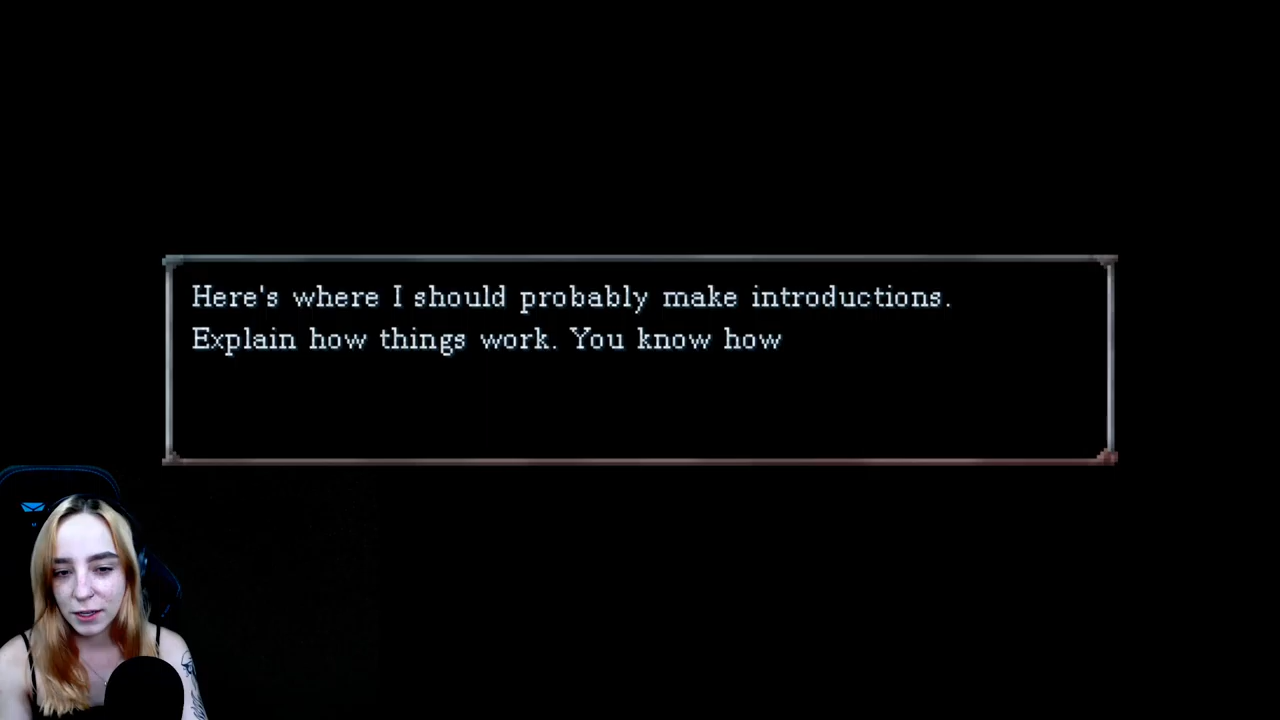 Here's where I should probably make introductions.
Explain how things work. You know how